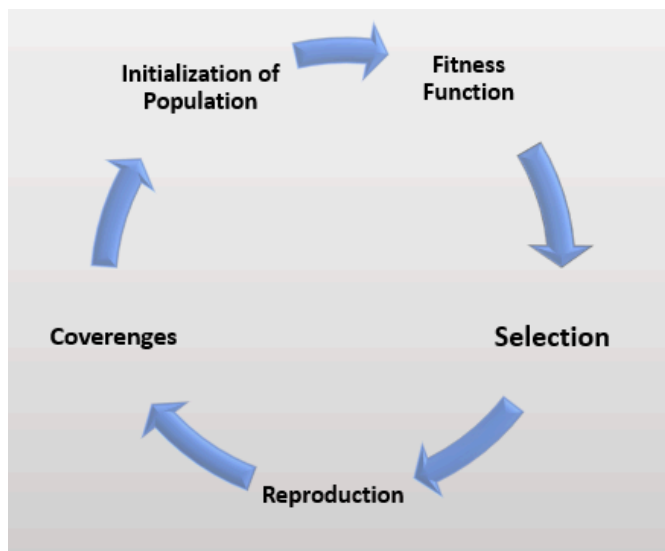 Initialization of
Population
Fitness
Function
Selection
Reproduction
Coverenges